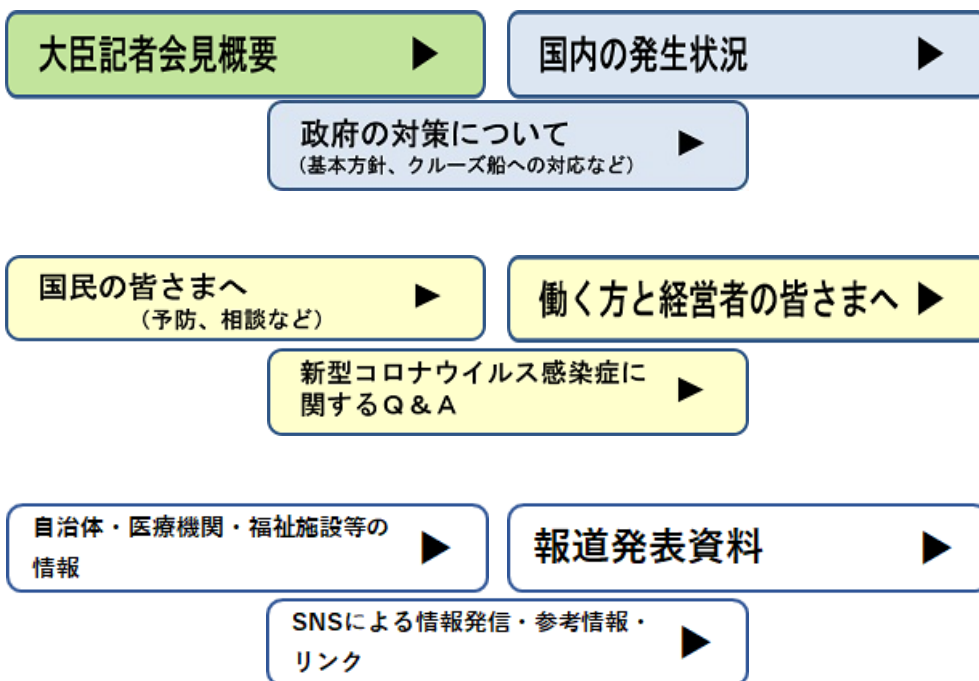 大臣記者会見概要 ▶
国内の発生状況 ▶
政府の対策について ▶
（基本方針、クルーズ船への対応など）
国民の皆さまへ ▶
（予防、相談など）
働く方と経営者の皆さまへ ▶
新型コロナウイルス感染症に ▶
関するＱ＆Ａ
自治体・医療機関・福祉施設等の ▶
情報
報道発表資料 ▶
SNSによる情報発信・参考情報・ ▶
リンク